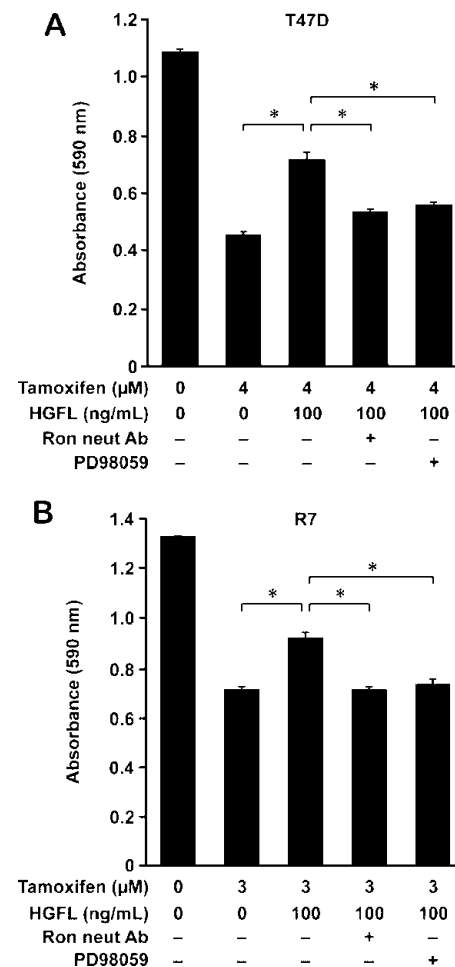 A
T47D
Absorbance (590 nm)
1.2
1.0
0.8
0.6
0.4
0.2
0
*
*
*
Tamoxifen (μM) 0 4 4 4 4
HGFL (ng/mL) 0 0 100 100 100
Ron neut Ab – – – + –
PD98059 – – – – +
B
R7
Absorbance (590 nm)
1.4
1.2
1.0
0.8
0.6
0.4
0.2
0
*
*
*
Tamoxifen (μM) 0 3 3 3 3
HGFL (ng/mL) 0 0 100 100 100
Ron neut Ab – – – + –
PD98059 – – – – +